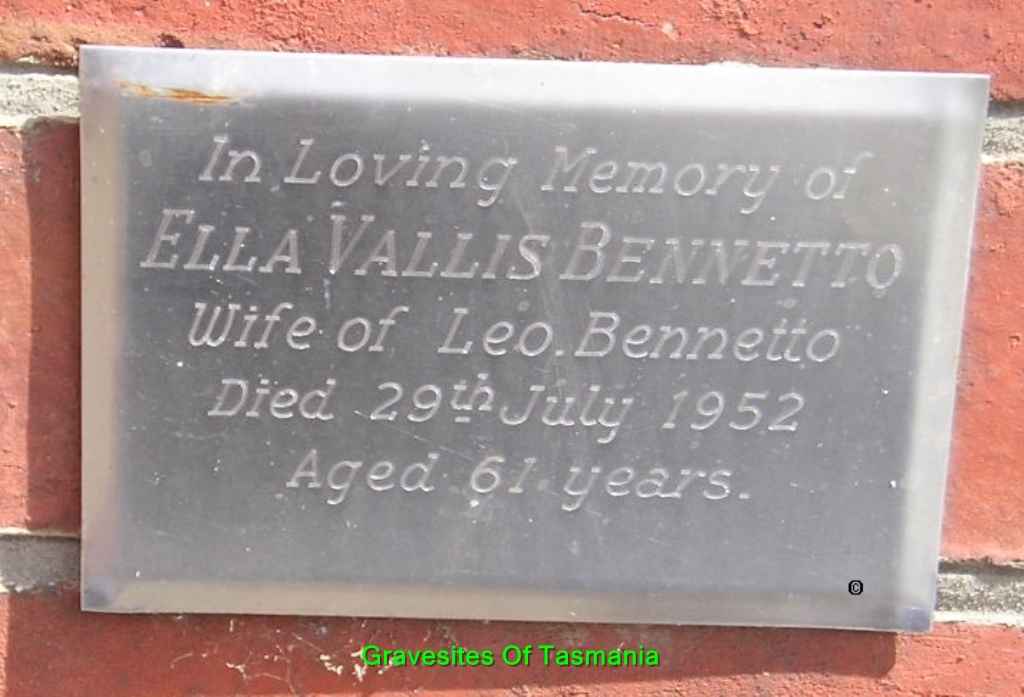 In Loving Memory of
ELLA VALLIS BENNETTO
Wife of Leo. Bennetto
Died 29th July 1952
Aged 61 years.
©
Gravesites Of Tasmania